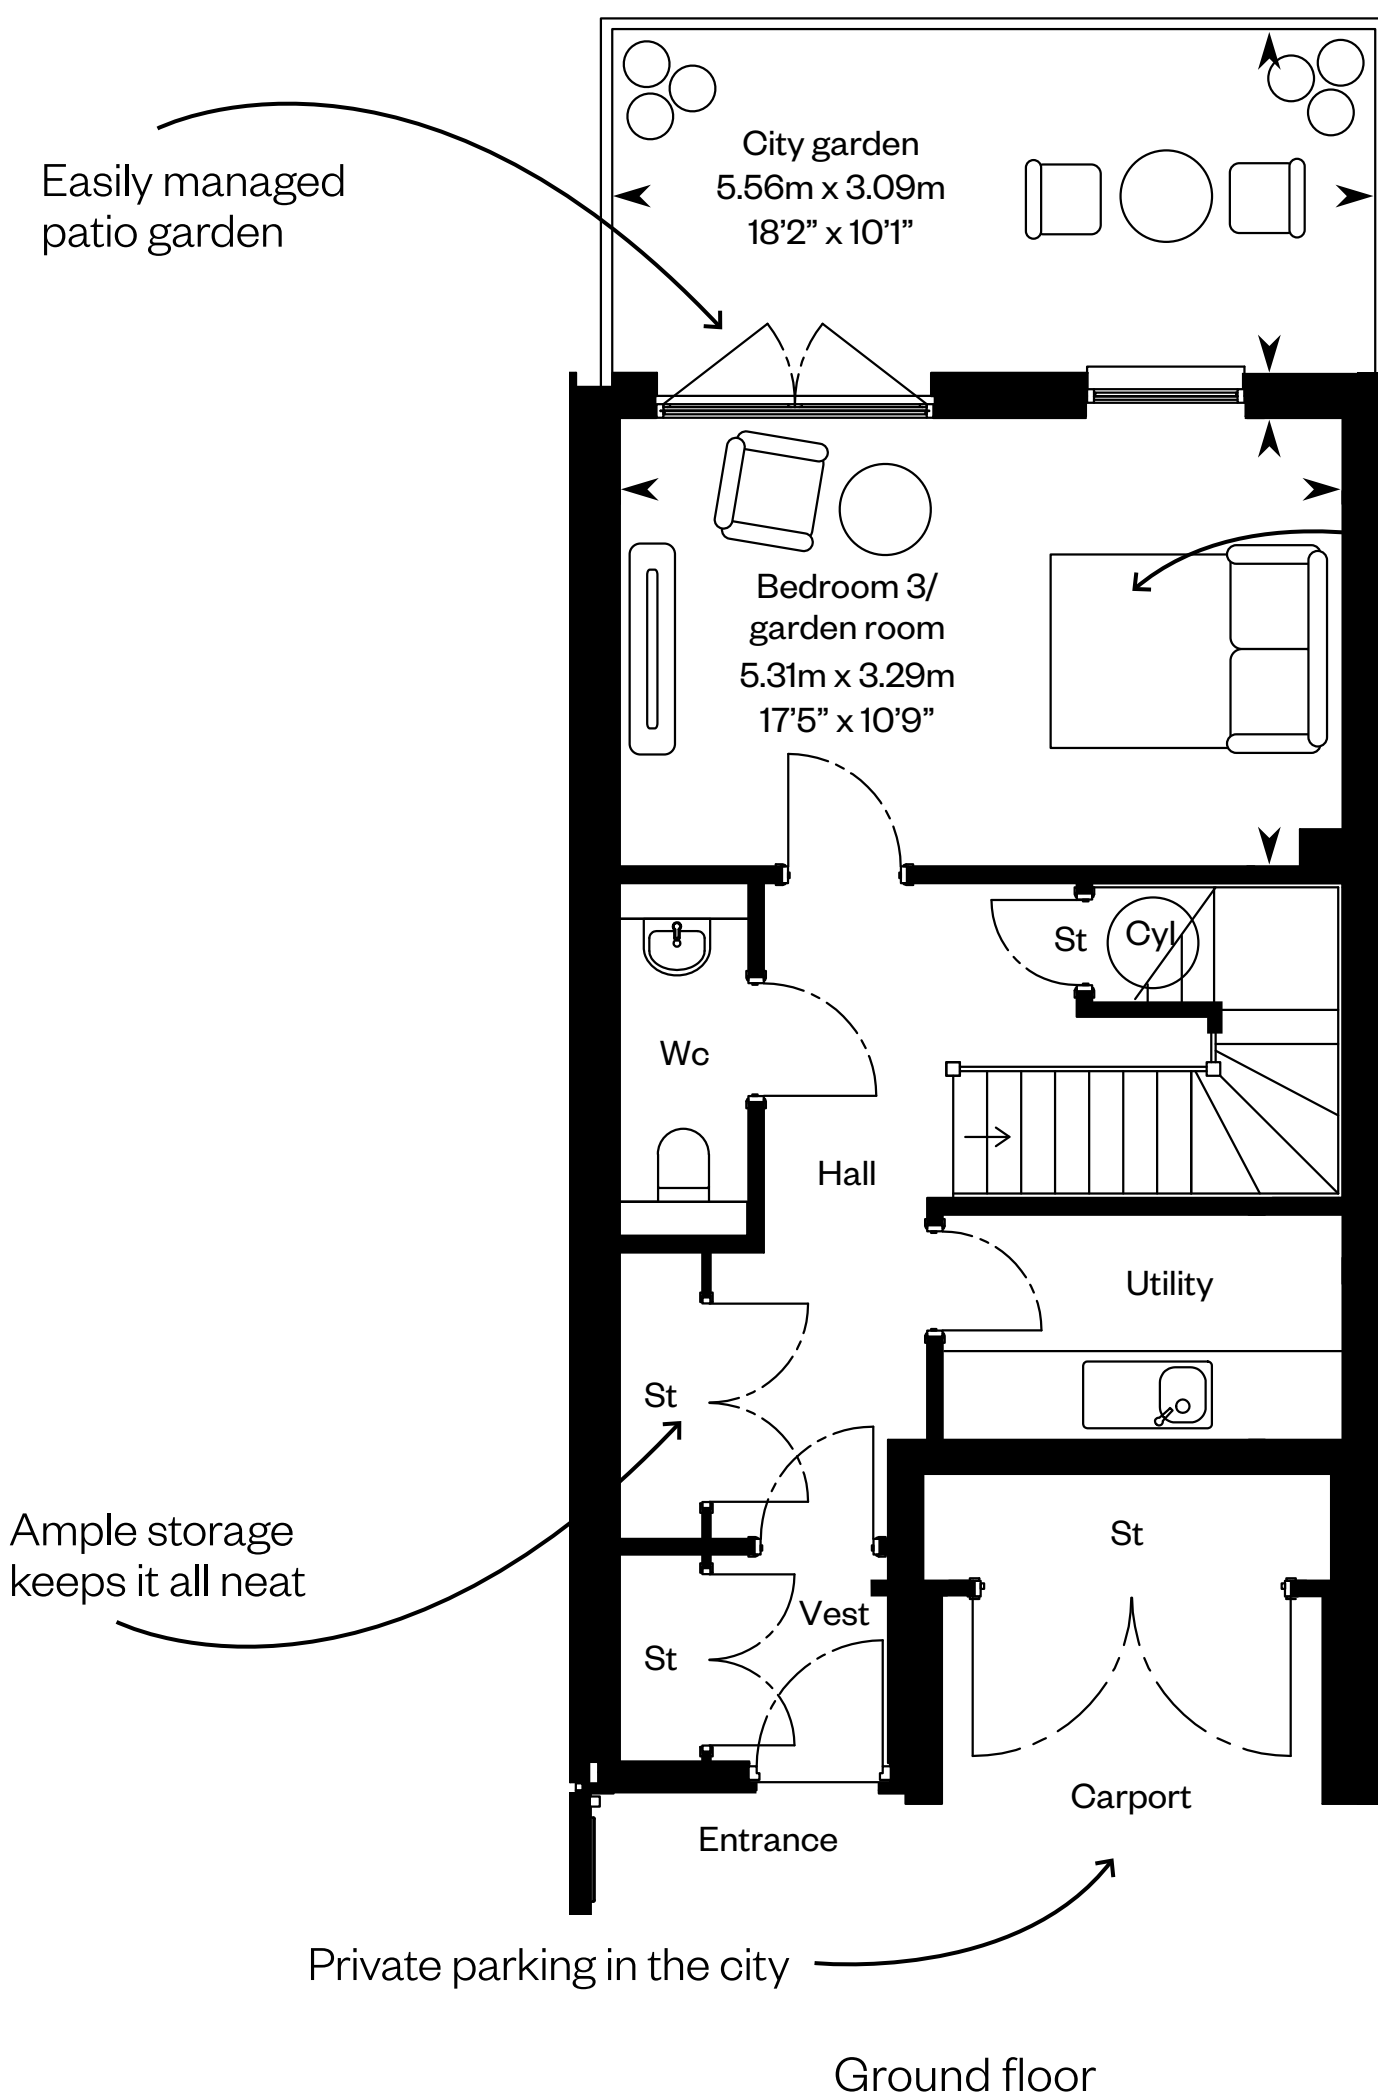 City garden
5.56m x 3.09m
18’2” x 10’1”
Easily managed
patio garden
Bedroom 3/
garden room
5.31m x 3.29m
17’5” x 10’9”
St
Cyl
Wc
Hall
Utility
St
Ample storage
keeps it all neat
St
Vest
St
Carport
Entrance
Private parking in the city
Ground floor